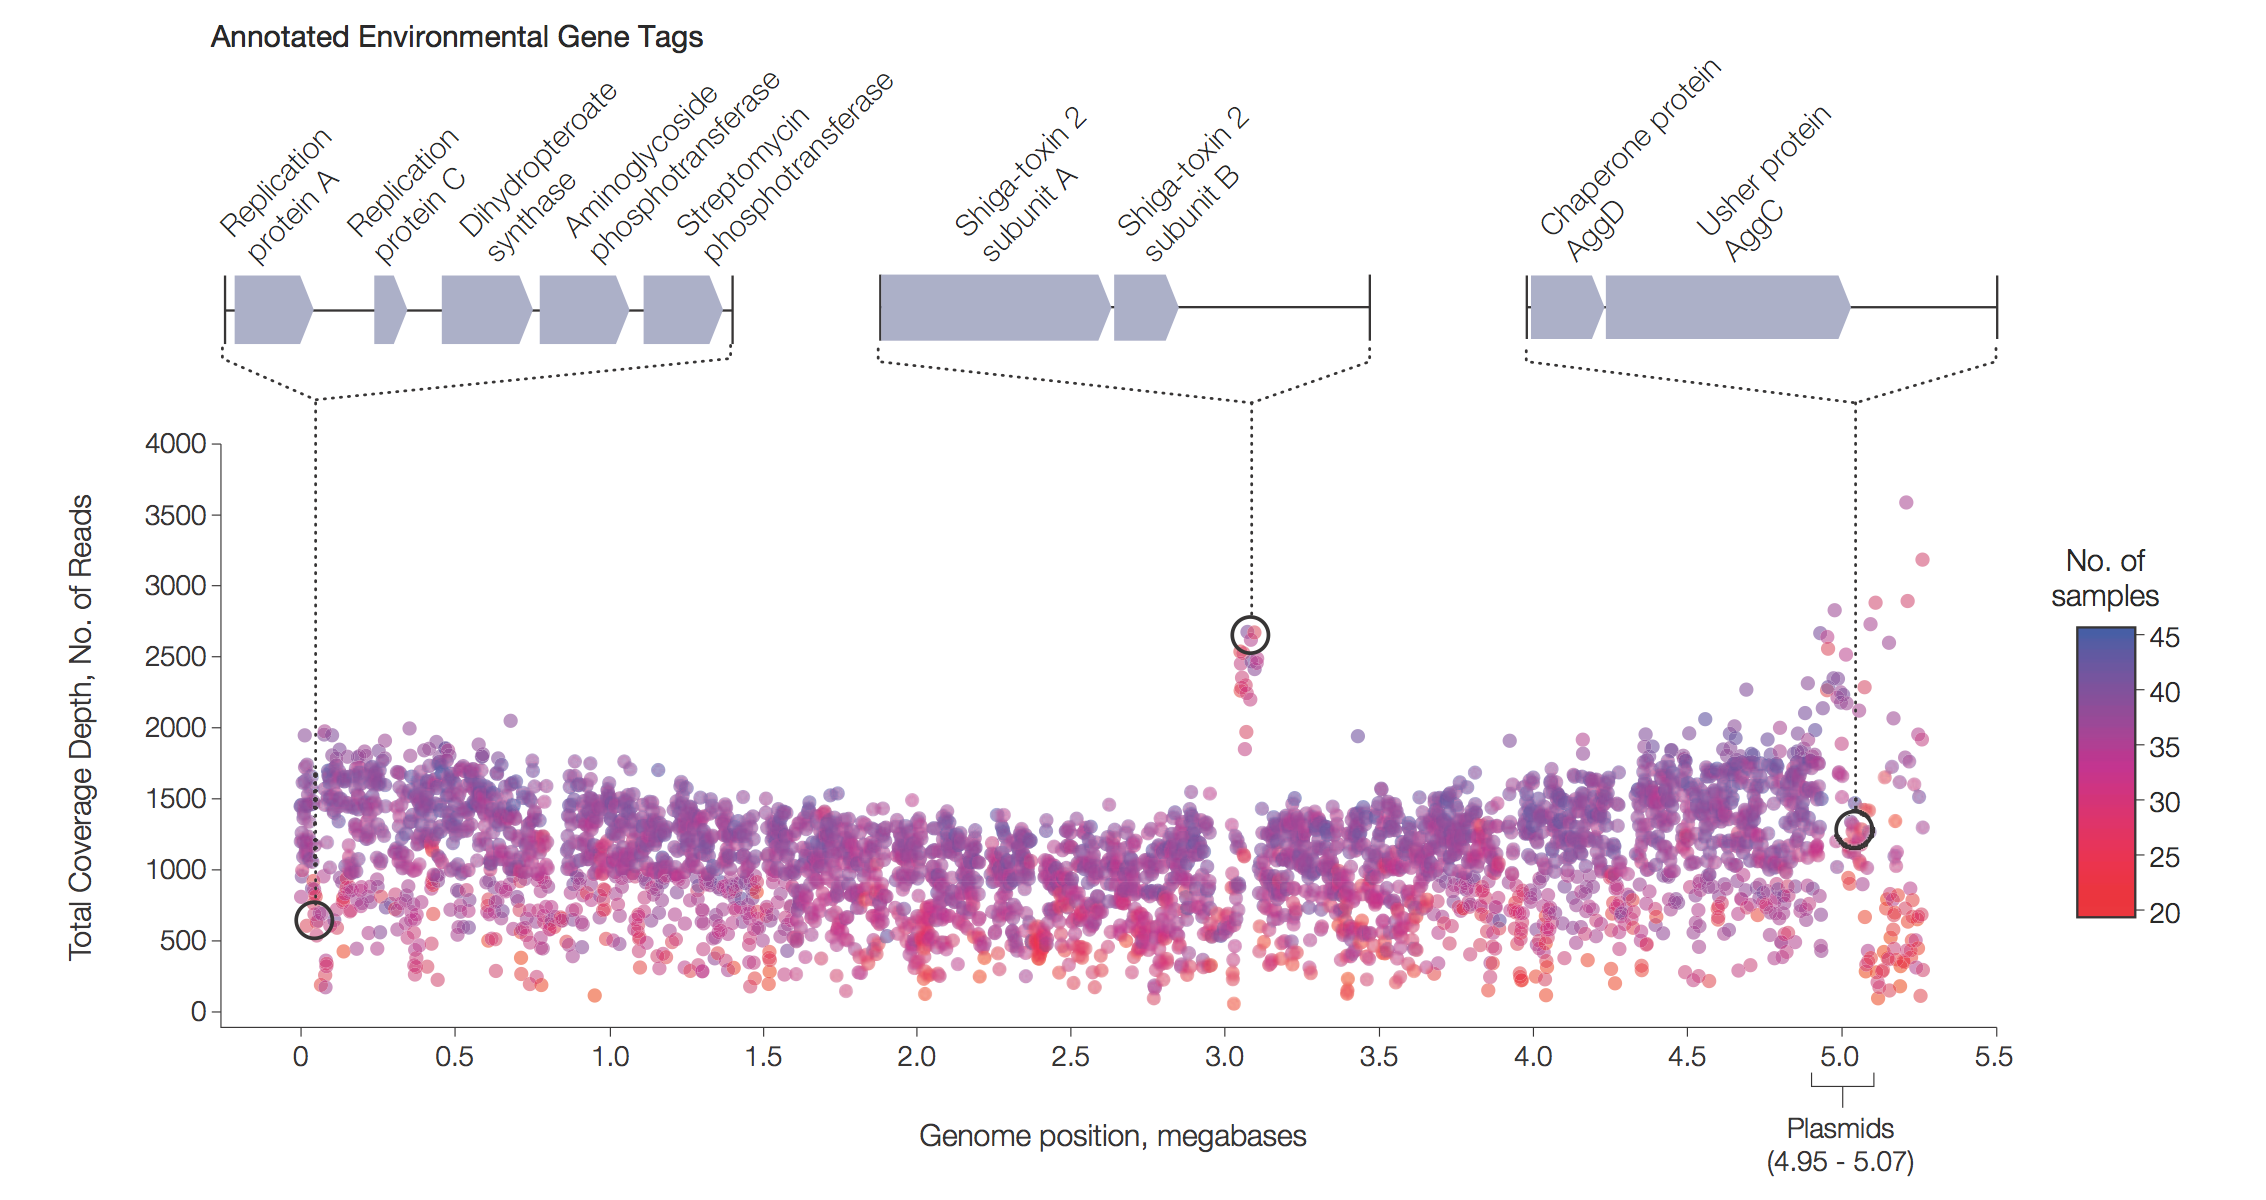 Annotated Environmental Gene Tags
Replication
protein A
Replication
protein C
Dihydropteroate
synthase
Aminoglycoside
phosphotransferase
Streptomycin
phosphotransferase
Shiga-toxin 2
subunit A
Shiga-toxin 2
subunit B
Chaperone protein
AggD
Usher protein
AggC
Total Coverage Depth, No. of Reads
4000
3500
3000
2500
2000
1500
1000
500
0
0 0.5 1.0 1.5 2.0 2.5 3.0 3.5 4.0 4.5 5.0 5.5
Genome position, megabases
Plasmids
(4.95 - 5.07)
No. of
samples
45
40
35
30
25
20